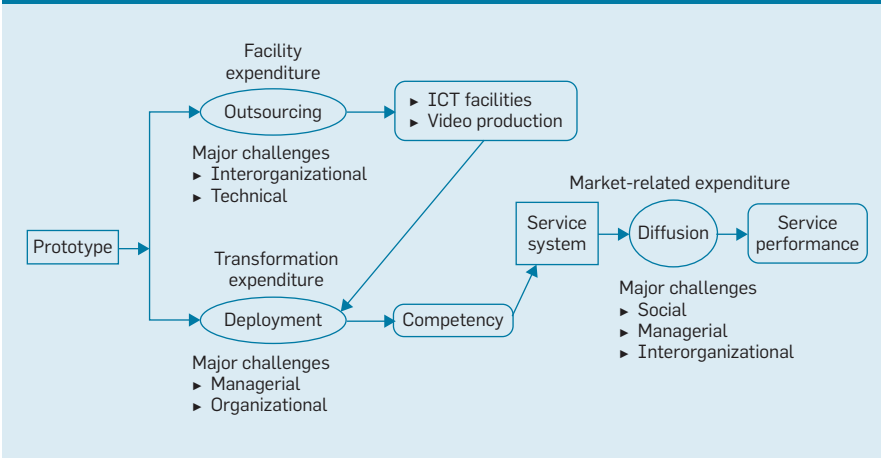 Facility
expenditure
Outsourcing
► ICT facilities
► Video production
Major challenges
► Interorganizational
► Technical
Prototype
Transformation
expenditure
Deployment
Major challenges
► Managerial
► Organizational
Competency
Service
system
Market-related expenditure
Diffusion
Service
performance
Major challenges
► Social
► Managerial
► Interorganizational